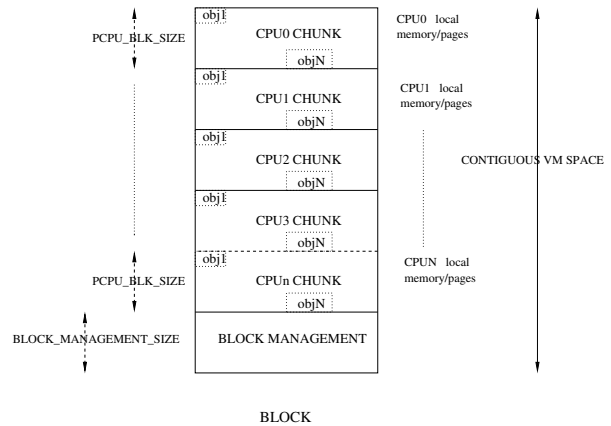 obj1
CPU0 CHUNK
objN
CPU0 local
memory/pages
PCPU_BLK_SIZE
obj1
CPU1 CHUNK
objN
CPU1 local
memory/pages
obj1
CPU2 CHUNK
objN
CONTIGUOUS VM SPACE
obj1
CPU3 CHUNK
objN
obj1
CPUn CHUNK
objN
CPUN local
memory/pages
PCPU_BLK_SIZE
BLOCK_MANAGEMENT_SIZE
BLOCK MANAGEMENT
BLOCK